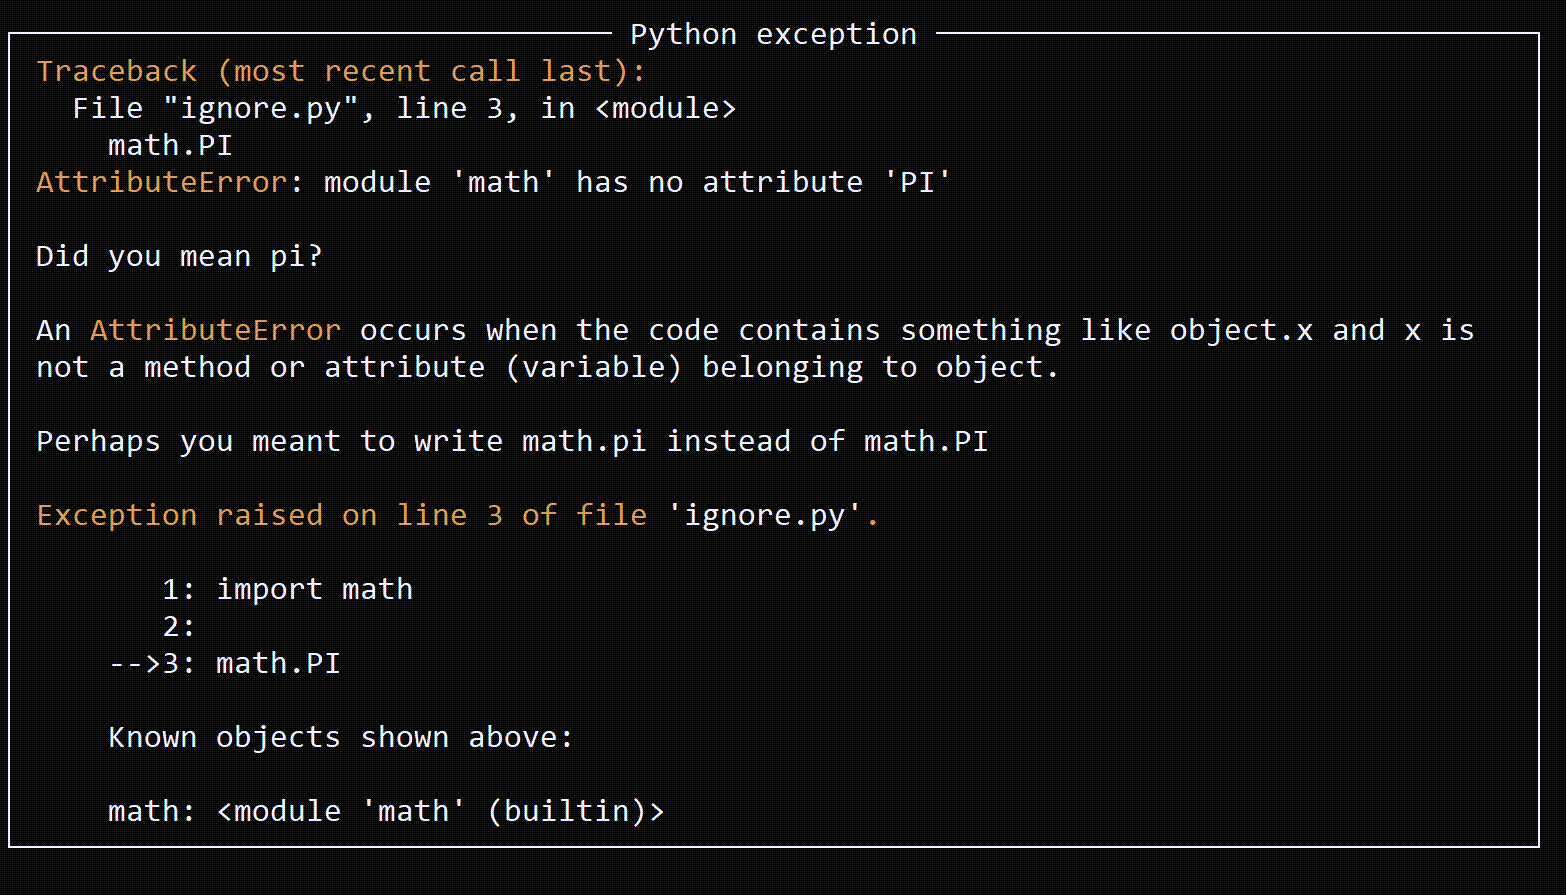 Python exception
Traceback (most recent call last):
  File "ignore.py", line 3, in <module>
    math.PI
AttributeError: module 'math' has no attribute 'PI'
Did you mean pi?
An AttributeError occurs when the code contains something like object.x and x is
not a method or attribute (variable) belonging to object.
Perhaps you meant to write math.pi instead of math.PI
Exception raised on line 3 of file 'ignore.py'.
       1: import math
       2:
    -->3: math.PI
    Known objects shown above:
    math: <module 'math' (builtin)>